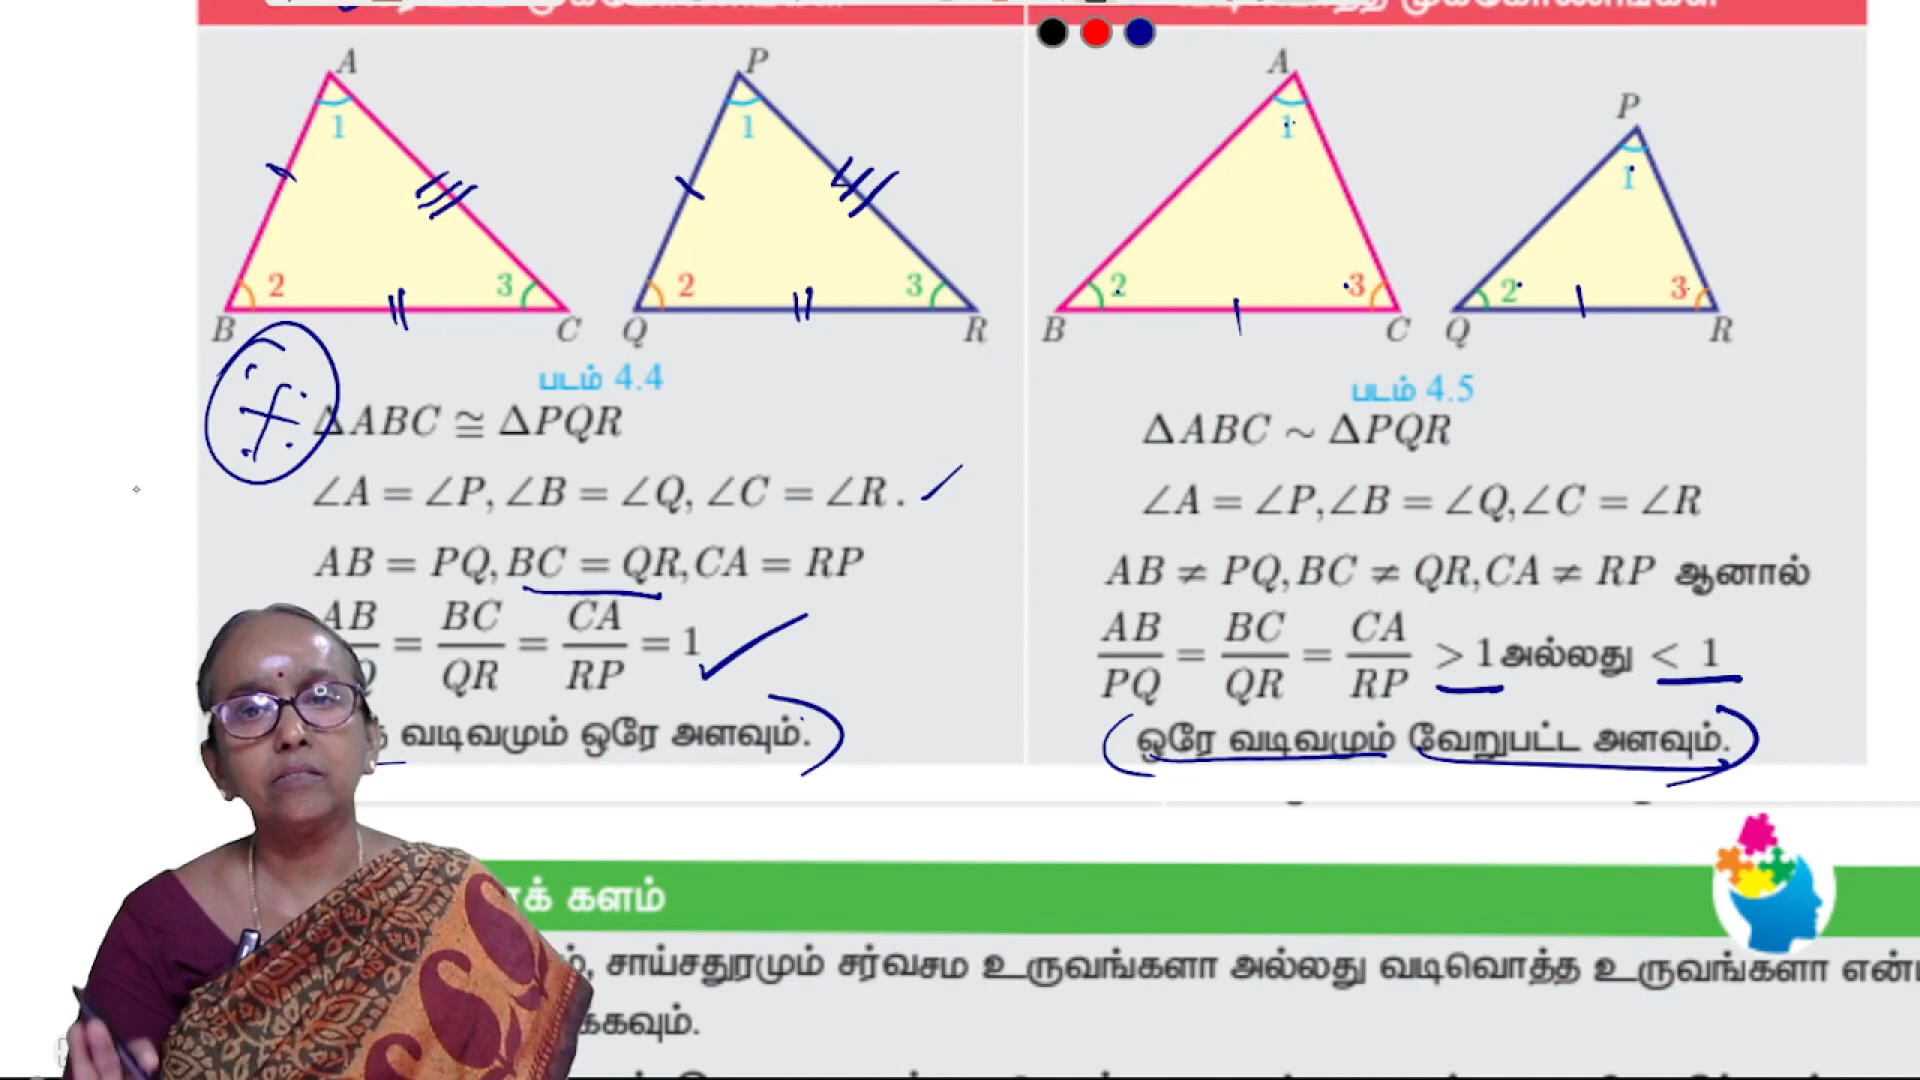 A P A P
1 1 1 1
2 3 2 3 2 3 2 3
B C Q R B C Q R
படம் 4.4
ΔABC ≅ ΔPQR
∠A = ∠P, ∠B = ∠Q, ∠C = ∠R.
AB = PQ, BC = QR, CA = RP
AB/Q = BC/QR = CA/RP = 1
வடிவமும் ஒரே அளவும்.
படம் 4.5
ΔABC ~ ΔPQR
∠A = ∠P, ∠B = ∠Q, ∠C = ∠R
AB ≠ PQ, BC ≠ QR, CA ≠ RP ஆனால்
AB/PQ = BC/QR = CA/RP > 1 அல்லது < 1
ஒரே வடிவமும் வேறுபட்ட அளவும்.
களம்
சாய்சதுரமும் சர்வசம உருவங்களா அல்லது வடிவொத்த உருவங்களா